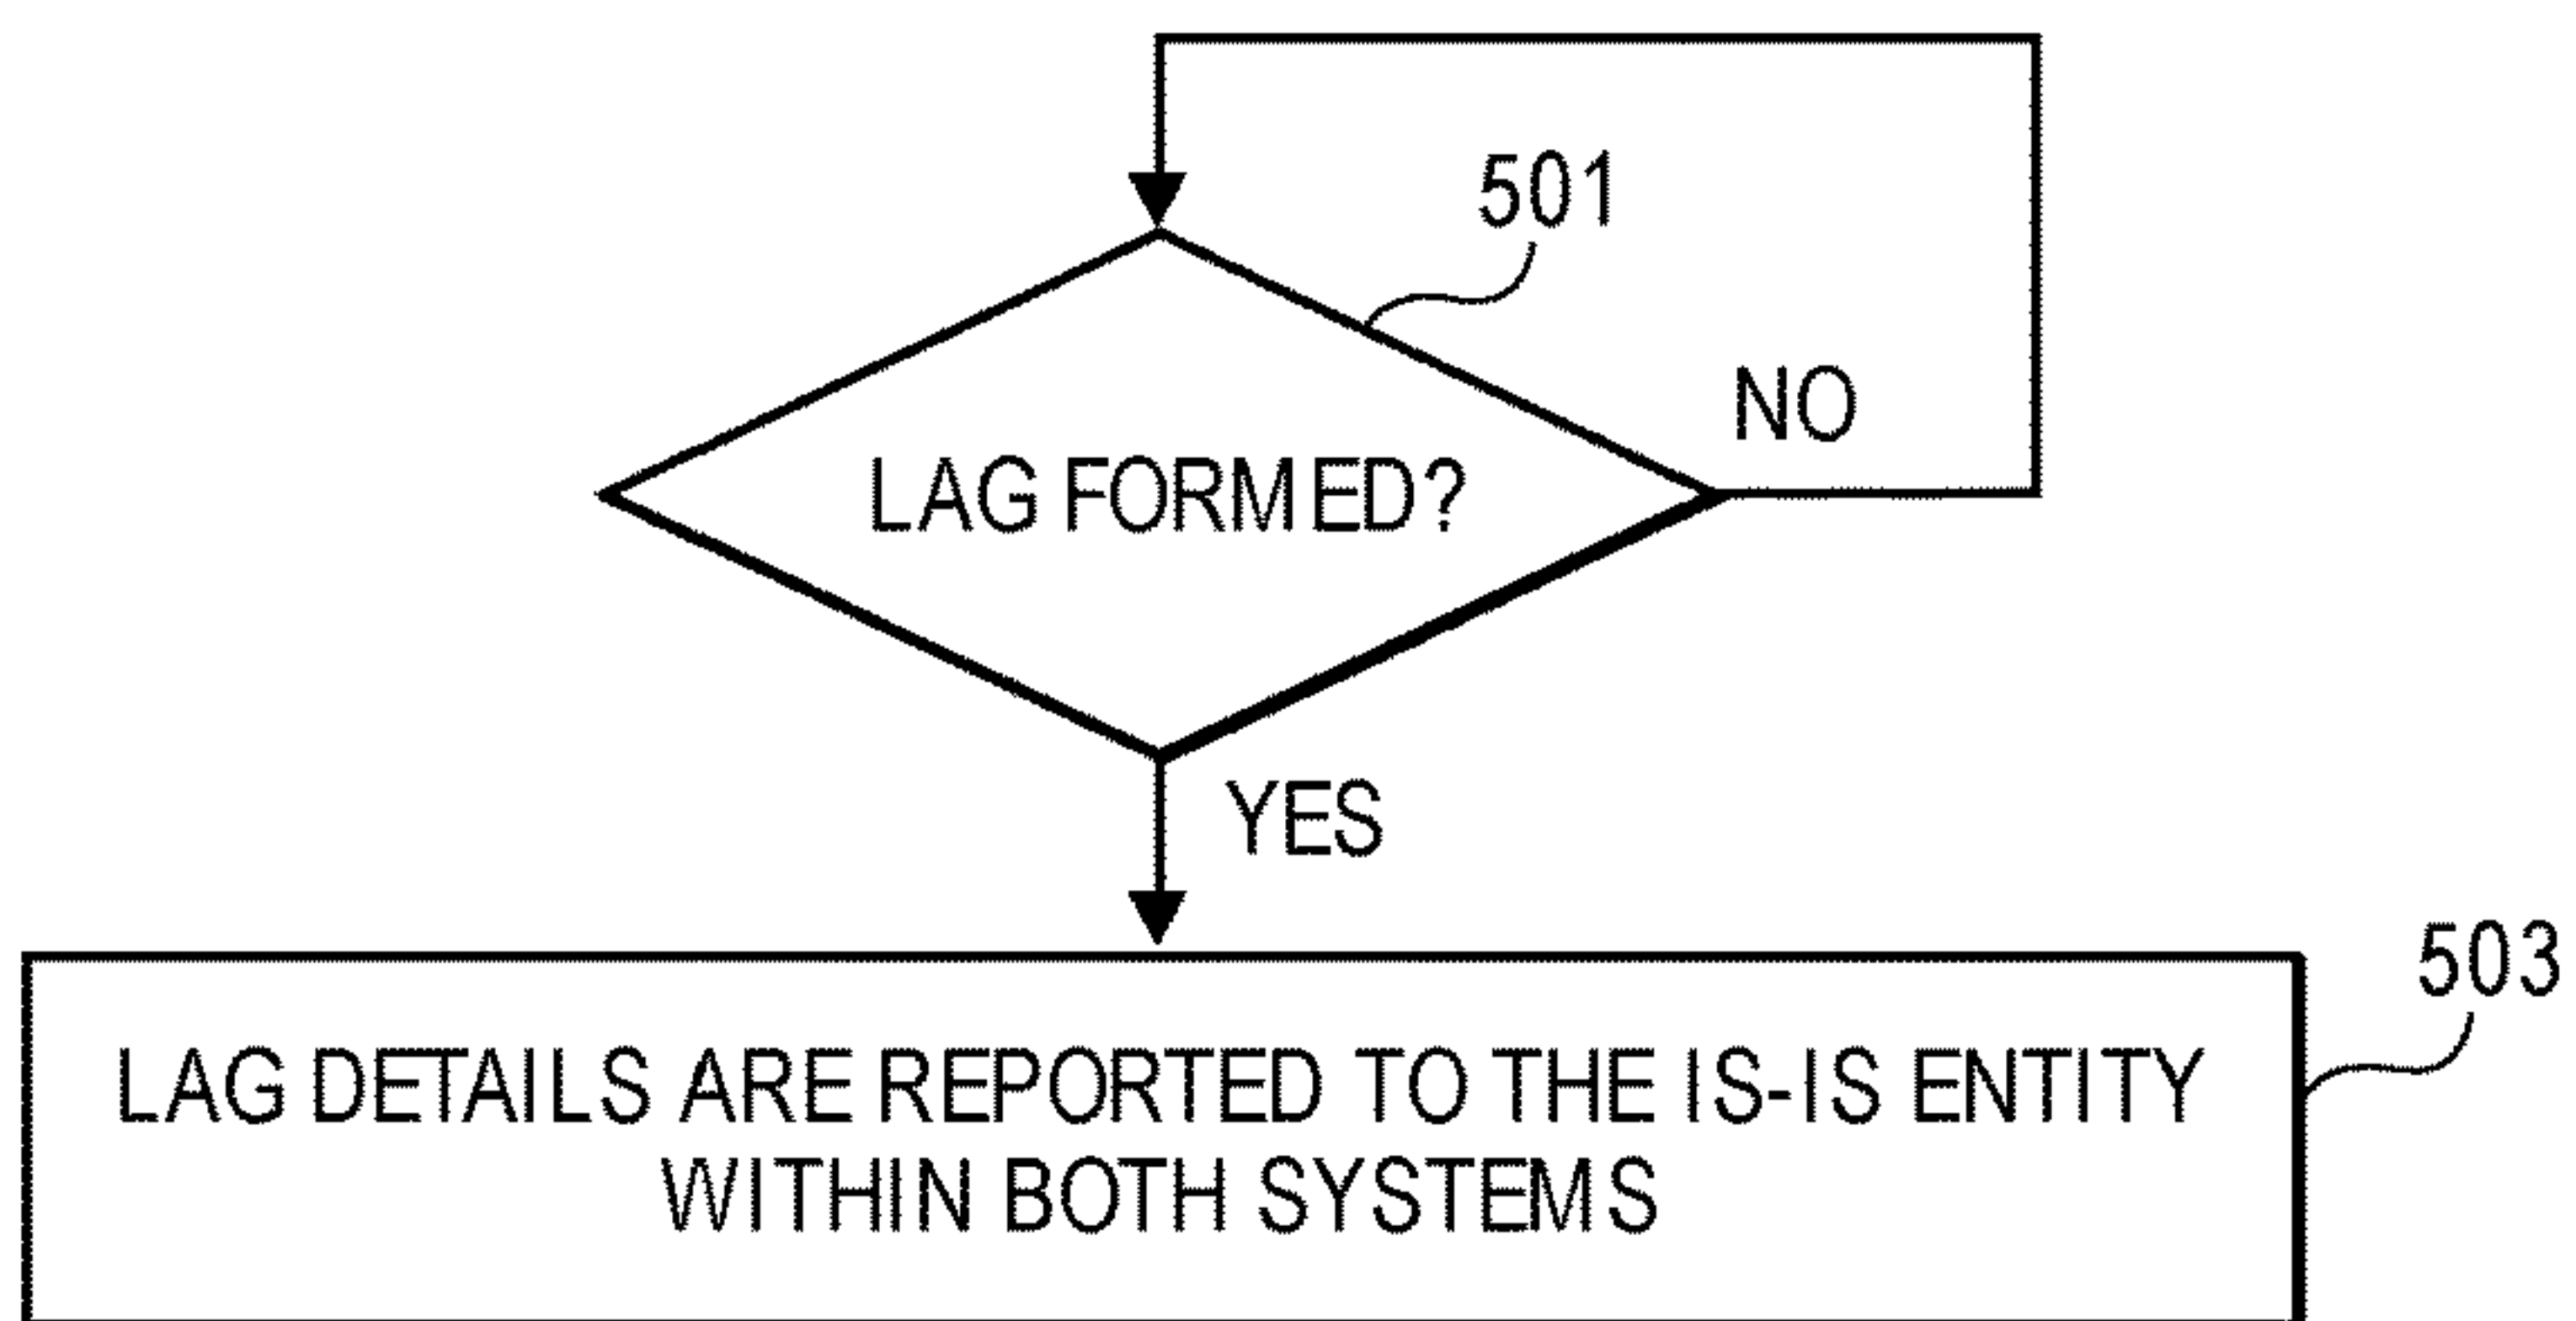 501
NO
LAG FORMED?
YES
503
LAG DETAILS ARE REPORTED TO THE IS-IS ENTITY
WITHIN BOTH SYSTEMS